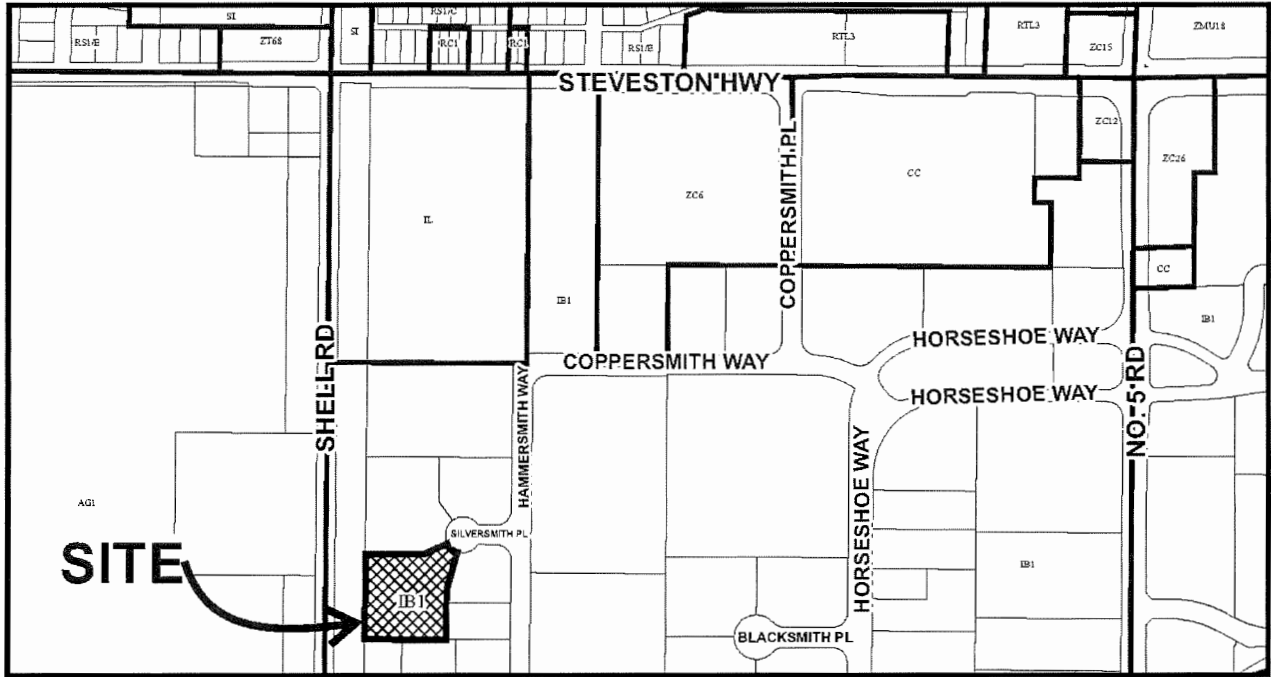 SI
RS1/C
RS1/E
ZT68
SI
RC1
RC1
RS1/E
RTL3
RTL3
ZC15
ZMU18
STEVESTON HWY
ZC12
COPPERSMITH PL
ZC26
CC
ZC6
IL
CC
IB1
IB1
SHELL RD
HORSESHOE WAY
COPPERSMITH WAY
NO. 5 RD
HORSESHOE WAY
HAMMERSMITH WAY
HORSESHOE WAY
AG1
SILVERSMITH PL
SITE
IB1
IB1
BLACKSMITH PL